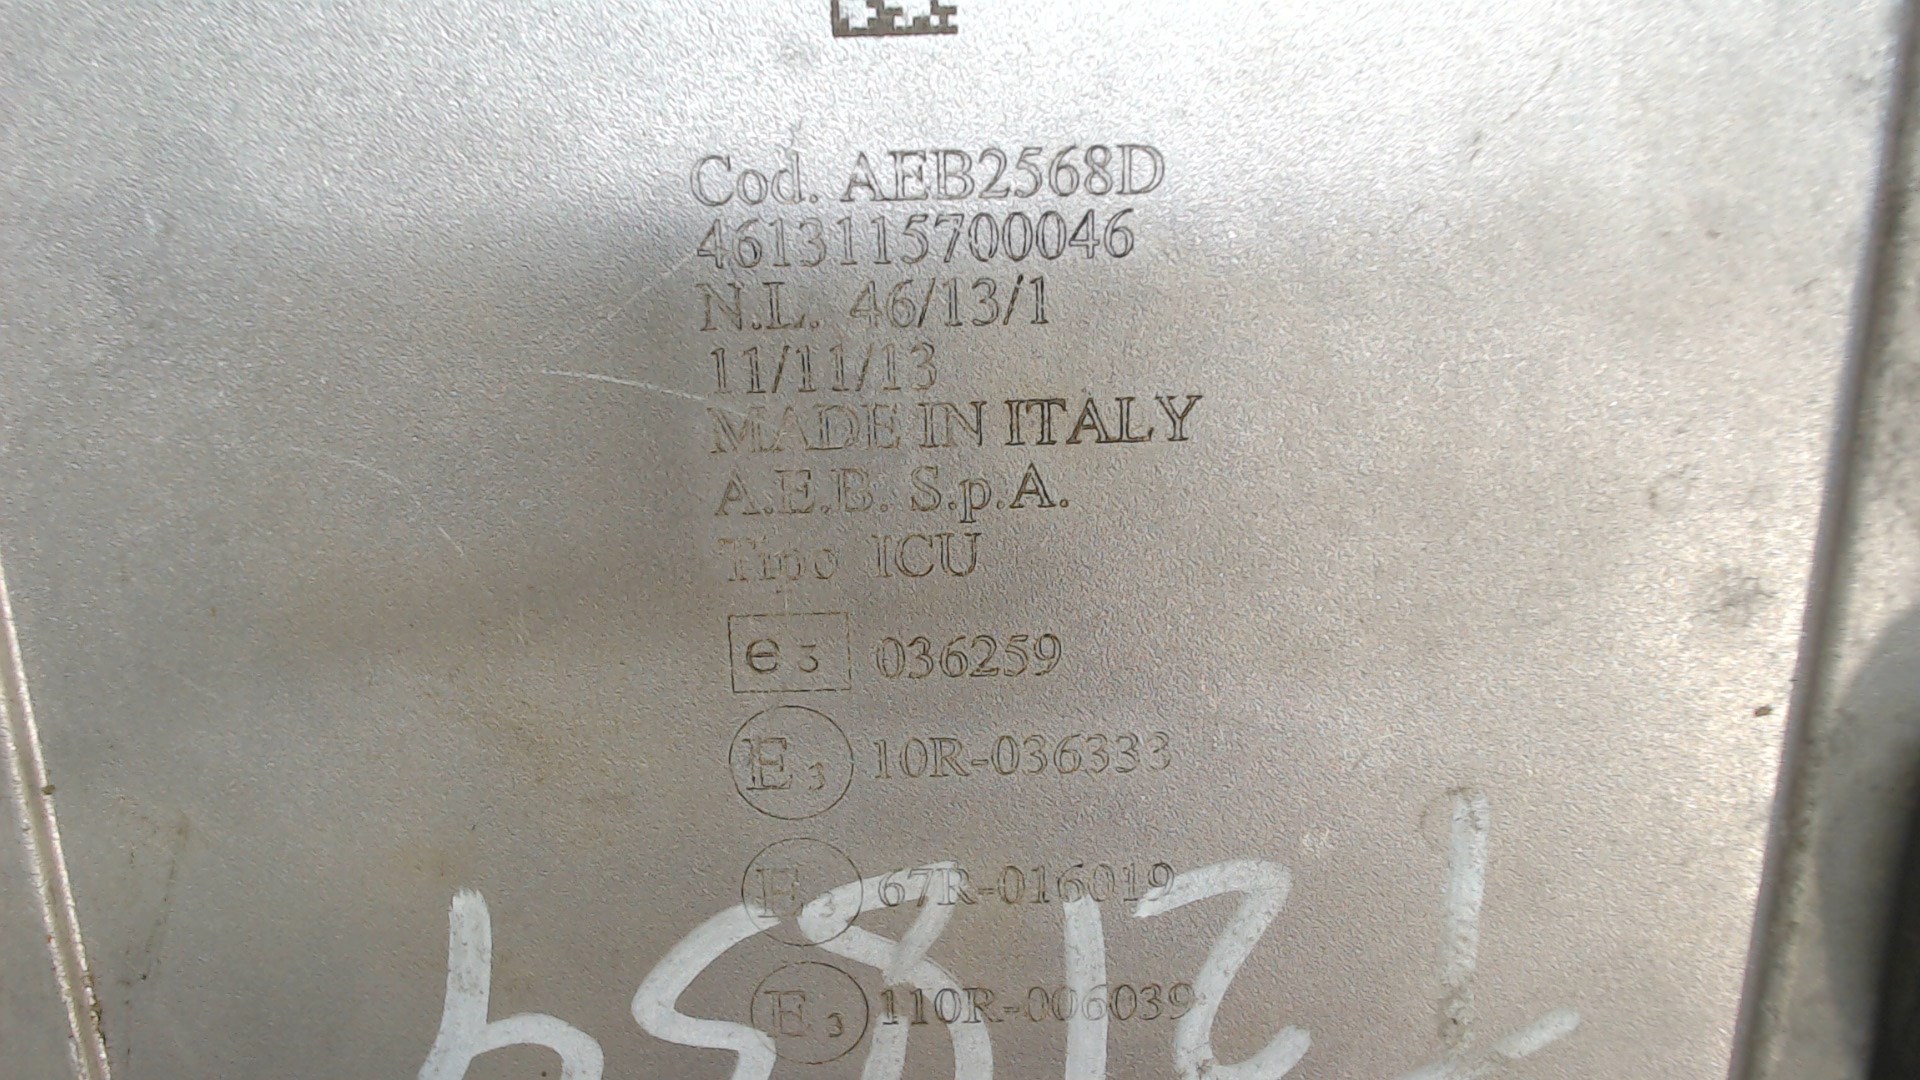 Cod. AEB2568D
4613115700046
N.L. 46/13/1
11/11/13
MADE IN ITALY
A.E.B. S.p.A.
Tipo ICU
e3 036259
E3 10R-036333
E3 67R-016019
E3 110R-006039